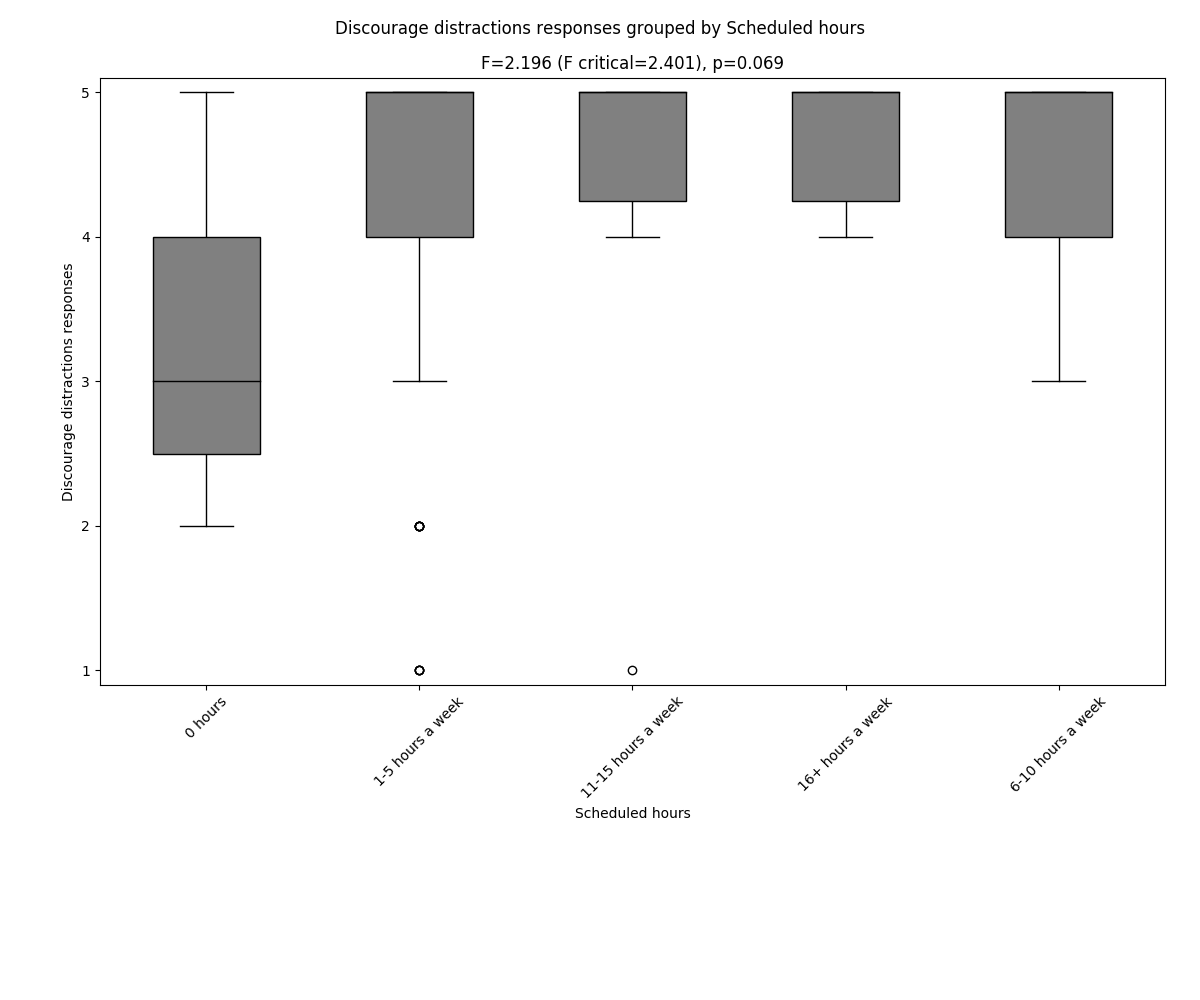 Discourage distractions responses grouped by Scheduled hours
F=2.196 (F critical=2.401), p=0.069
Discourage distractions responses
5
4
3
2
1
0 hours
1-5 hours a week
11-15 hours a week
16+ hours a week
6-10 hours a week
Scheduled hours